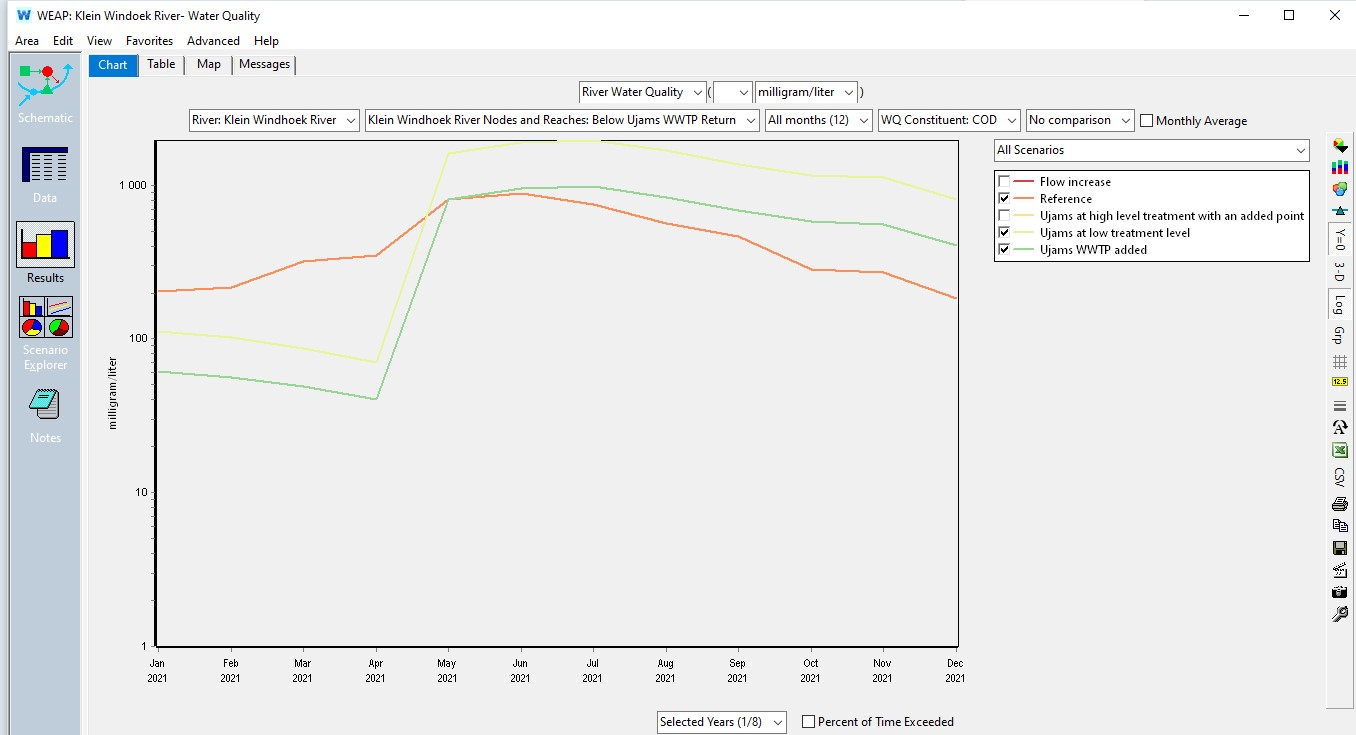 WEAP: Klein Windoek River- Water Quality
Area Edit View Favorites Advanced Help
Chart Table Map Messages
River Water Quality ( milligram/liter )
River: Klein Windhoek River Klein Windhoek River Nodes and Reaches: Below Ujams WWTP Return All months (12) WQ Constituent: COD No comparison Monthly Average
All Scenarios
Flow increase
Reference
Ujams at high level treatment with an added point
Ujams at low treatment level
Ujams WWTP added
Schematic
Data
Results
Scenario
Explorer
Notes
1 000
100
10
1
milligram/liter
Jan Feb Mar Apr May Jun Jul Aug Sep Oct Nov Dec
2021 2021 2021 2021 2021 2021 2021 2021 2021 2021 2021 2021
Selected Years (1/8) Percent of Time Exceeded
Y=0
3-D
Log
Grp
12.5
CSV